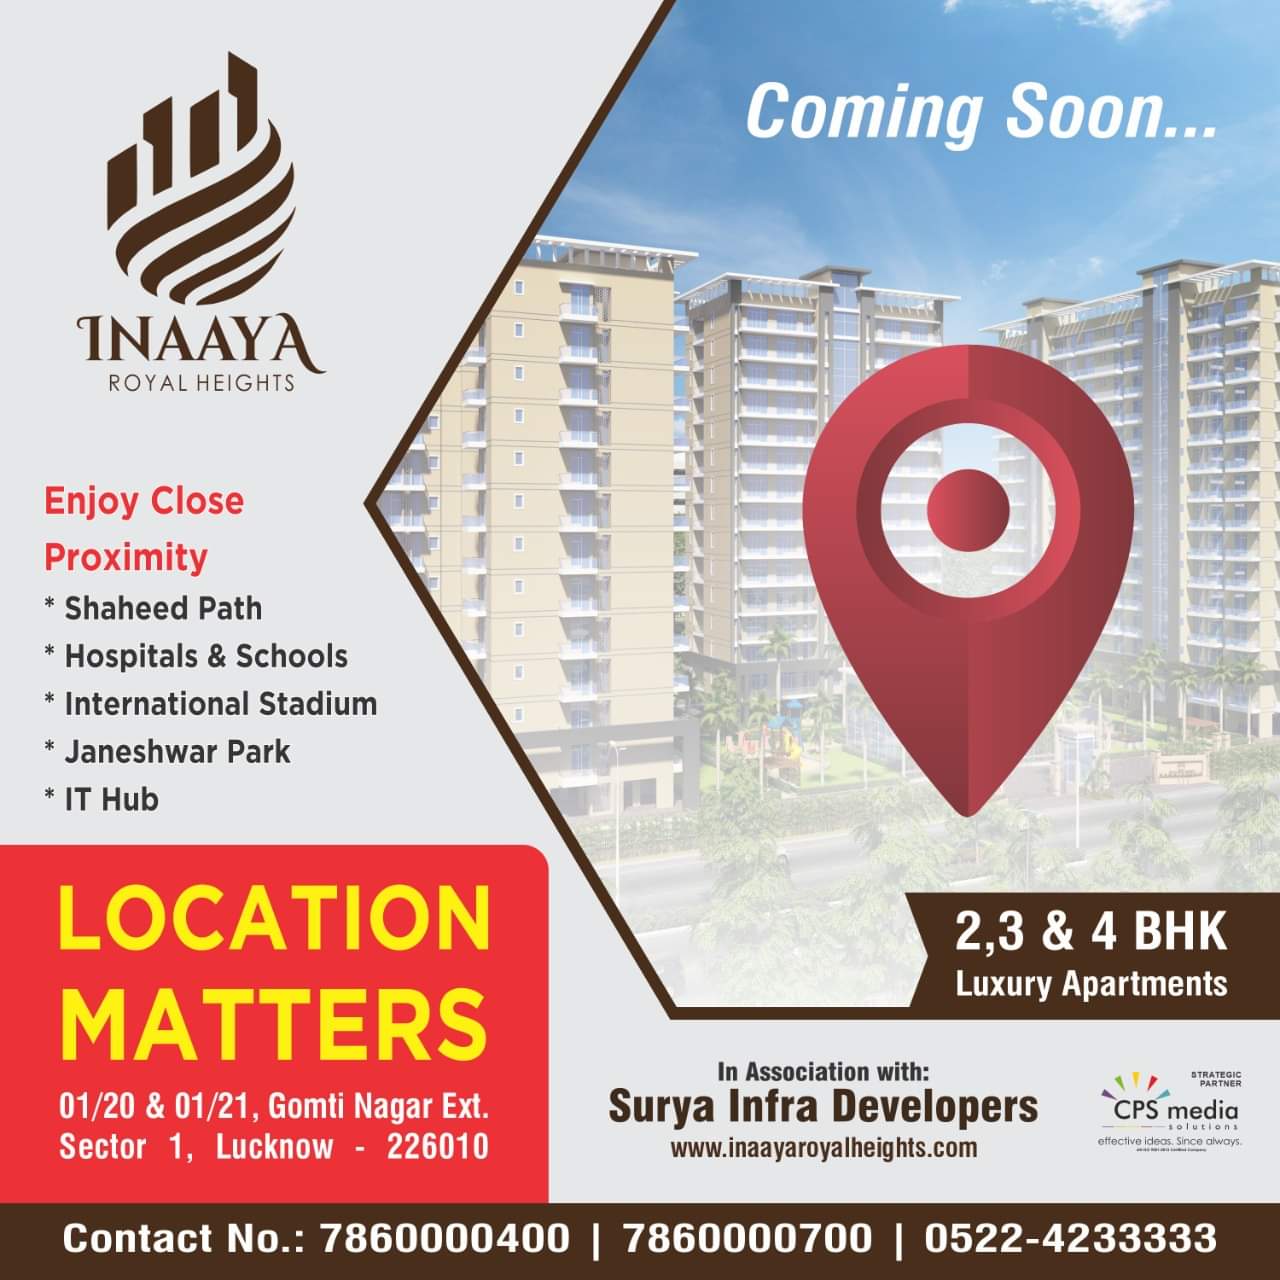 INAAYA
ROYAL HEIGHTS
Coming Soon...
Enjoy Close
Proximity
* Shaheed Path
* Hospitals & Schools
* International Stadium
* Janeshwar Park
* IT Hub
LOCATION
MATTERS
01/20 & 01/21, Gomti Nagar Ext.
Sector 1, Lucknow - 226010
2,3 & 4 BHK
Luxury Apartments
In Association with:
Surya Infra Developers
www.inaayaroyalheights.com
STRATEGIC
PARTNER
CPS media
solutions
effective ideas. Since always.
Contact No.: 7860000400 | 7860000700 | 0522-4233333